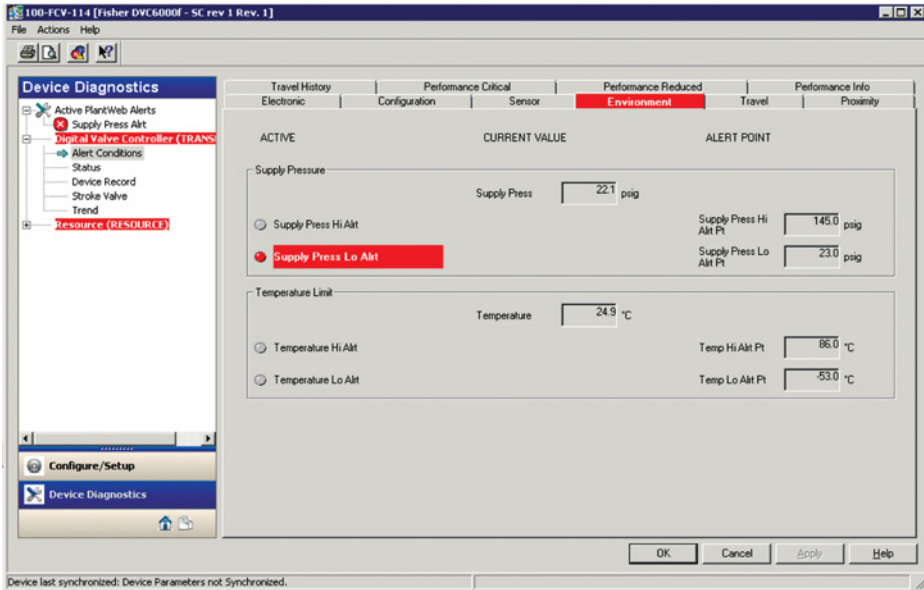 100-FCV-114 [Fisher DVC6000f - SC rev 1 Rev. 1]
File Actions Help
Device Diagnostics
Active PlantWeb Alerts
Supply Press Alrt
Digital Valve Controller (TRANS
Alert Conditions
Status
Device Record
Stroke Valve
Trend
Resource (RESOURCE)
Configure/Setup
Device Diagnostics
Travel History Performance Critical Performance Reduced Performance Info
Electronic Configuration Sensor Environment Travel Proximity
ACTIVE CURRENT VALUE ALERT POINT
Supply Pressure
Supply Press 22.1 psig
Supply Press Hi Alrt Supply Press Hi Alrt Pt 145.0 psig
Supply Press Lo Alrt Supply Press Lo Alrt Pt 23.0 psig
Temperature Limit
Temperature 24.9 °C
Temperature Hi Alrt Temp Hi Alrt Pt 86.0 °C
Temperature Lo Alrt Temp Lo Alrt Pt -53.0 °C
OK Cancel Apply Help
Device last synchronized: Device Parameters not Synchronized.